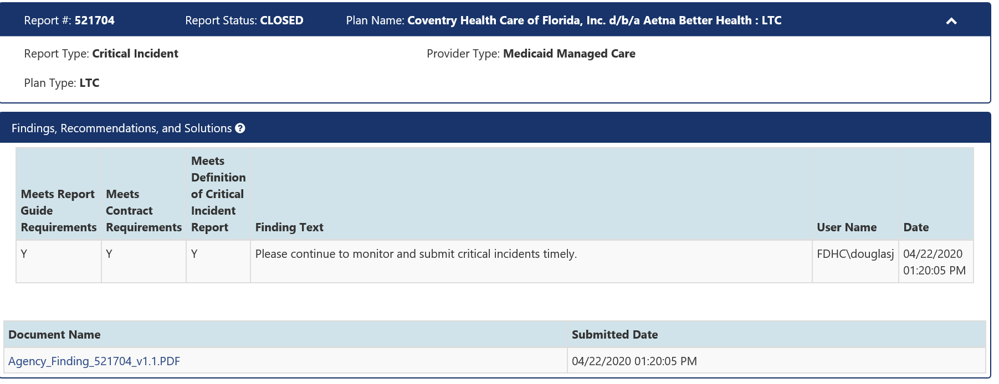 Report #: 521704 Report Status: CLOSED Plan Name: Coventry Health Care of Florida, Inc. d/b/a Aetna Better Health : LTC
Report Type: Critical Incident Provider Type: Medicaid Managed Care
Plan Type: LTC
Findings, Recommendations, and Solutions ?
Meets Report
Guide
Requirements
Meets
Contract
Requirements
Meets
Definition
of Critical
Incident
Report
Finding Text
User Name
Date
Y
Y
Y
Please continue to monitor and submit critical incidents timely.
FDHC\douglasj
04/22/2020
01:20:05 PM
Document Name Submitted Date
Agency_Finding_521704_v1.1.PDF 04/22/2020 01:20:05 PM